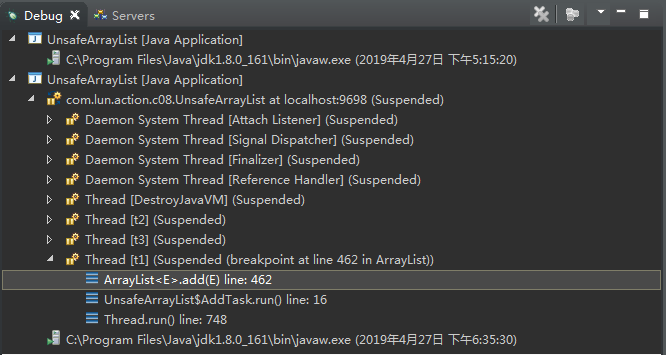 Debug Servers
UnsafeArrayList [Java Application]
C:\Program Files\Java\jdk1.8.0_161\bin\javaw.exe (2019年4月27日 下午5:15:20)
UnsafeArrayList [Java Application]
com.lun.action.c08.UnsafeArrayList at localhost:9698 (Suspended)
Daemon System Thread [Attach Listener] (Suspended)
Daemon System Thread [Signal Dispatcher] (Suspended)
Daemon System Thread [Finalizer] (Suspended)
Daemon System Thread [Reference Handler] (Suspended)
Thread [DestroyJavaVM] (Suspended)
Thread [t2] (Suspended)
Thread [t3] (Suspended)
Thread [t1] (Suspended (breakpoint at line 462 in ArrayList))
ArrayList<E>.add(E) line: 462
UnsafeArrayList$AddTask.run() line: 16
Thread.run() line: 748
C:\Program Files\Java\jdk1.8.0_161\bin\javaw.exe (2019年4月27日 下午6:35:30)